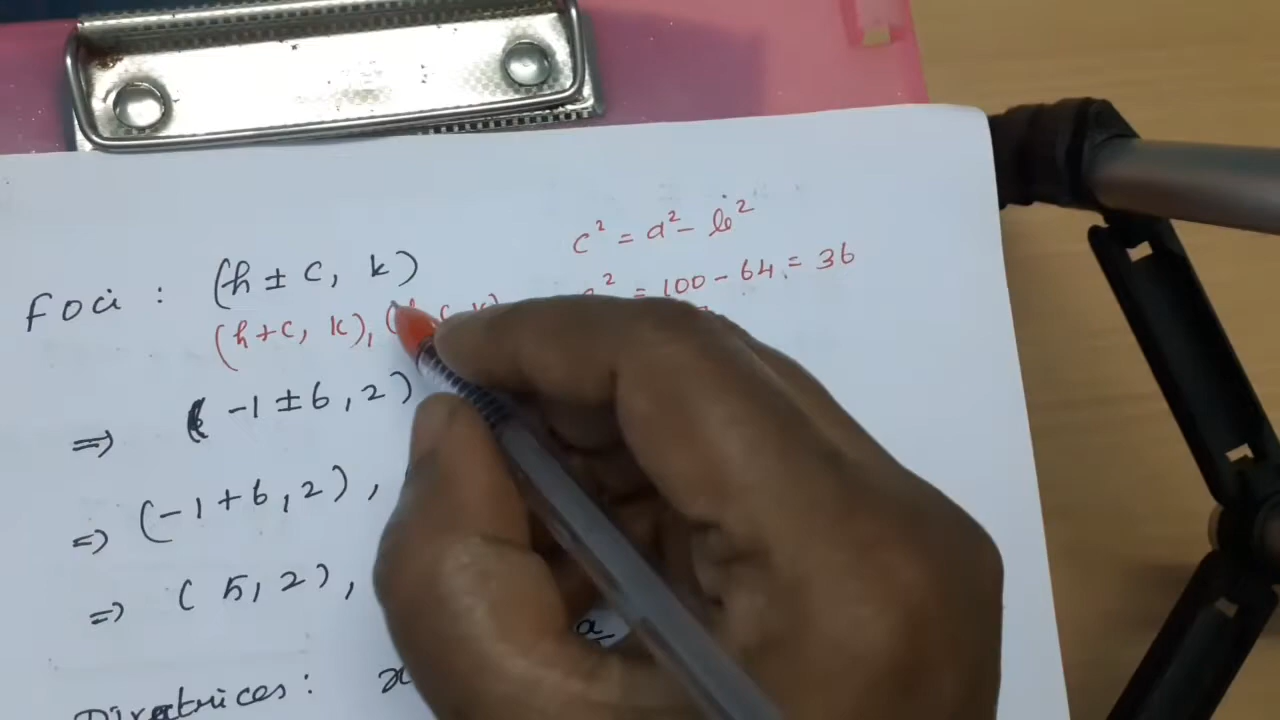 c² = a² - b²
Foci : (h ± c, k)
c² = 100 - 64 = 36
(h+c, k), (h-c, k)
⇒ (-1 ± 6, 2)
⇒ (-1+6, 2),
⇒ (5, 2),
Directrices : x a